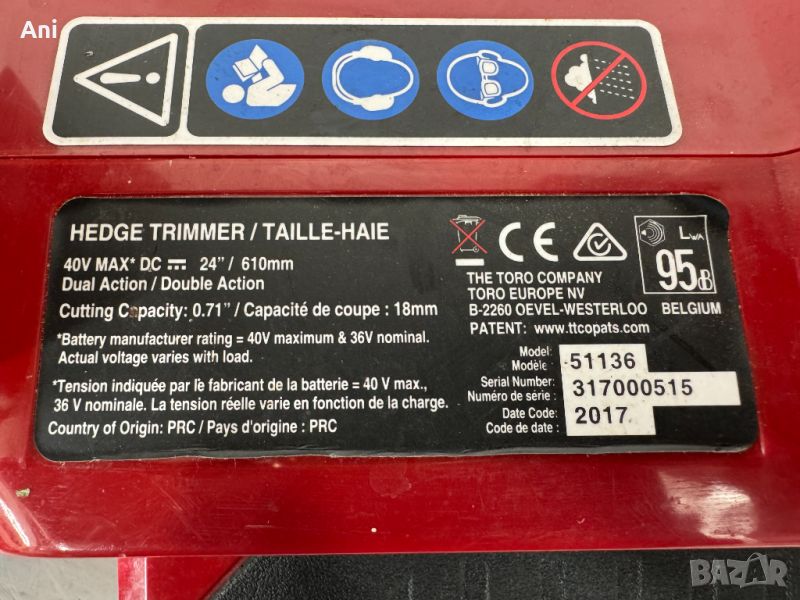 Ani
HEDGE TRIMMER / TAILLE-HAIE
40V MAX* DC 24" / 610mm
Dual Action / Double Action
Cutting Capacity: 0.71" / Capacité de coupe : 18mm
*Battery manufacturer rating = 40V maximum & 36V nominal.
Actual voltage varies with load.
*Tension indiquée par le fabricant de la batterie = 40 V max.,
36 V nominale. La tension réelle varie en fonction de la charge.
Country of Origin: PRC / Pays d'origine : PRC
CE
LWA
95dB
THE TORO COMPANY
TORO EUROPE NV
B-2260 OEVEL-WESTERLOO BELGIUM
PATENT: www.ttcopats.com
Model:
Modèle : 51136
Serial Number:
Numéro de série : 317000515
Date Code:
Code de date : 2017
BAZAR